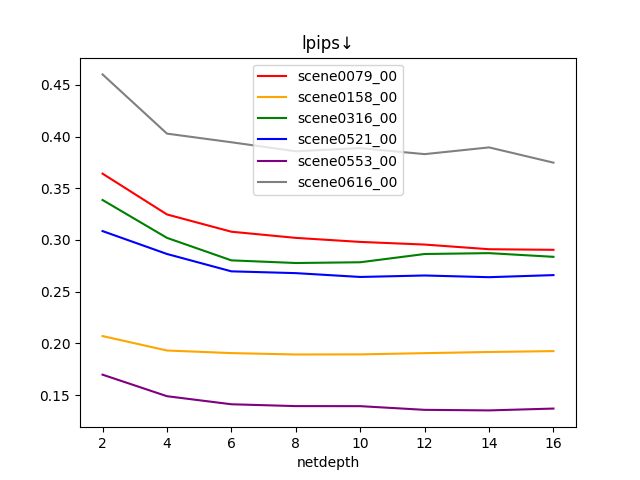 lpips↓
scene0079_00
scene0158_00
scene0316_00
scene0521_00
scene0553_00
scene0616_00
0.45
0.40
0.35
0.30
0.25
0.20
0.15
2 4 6 8 10 12 14 16
netdepth